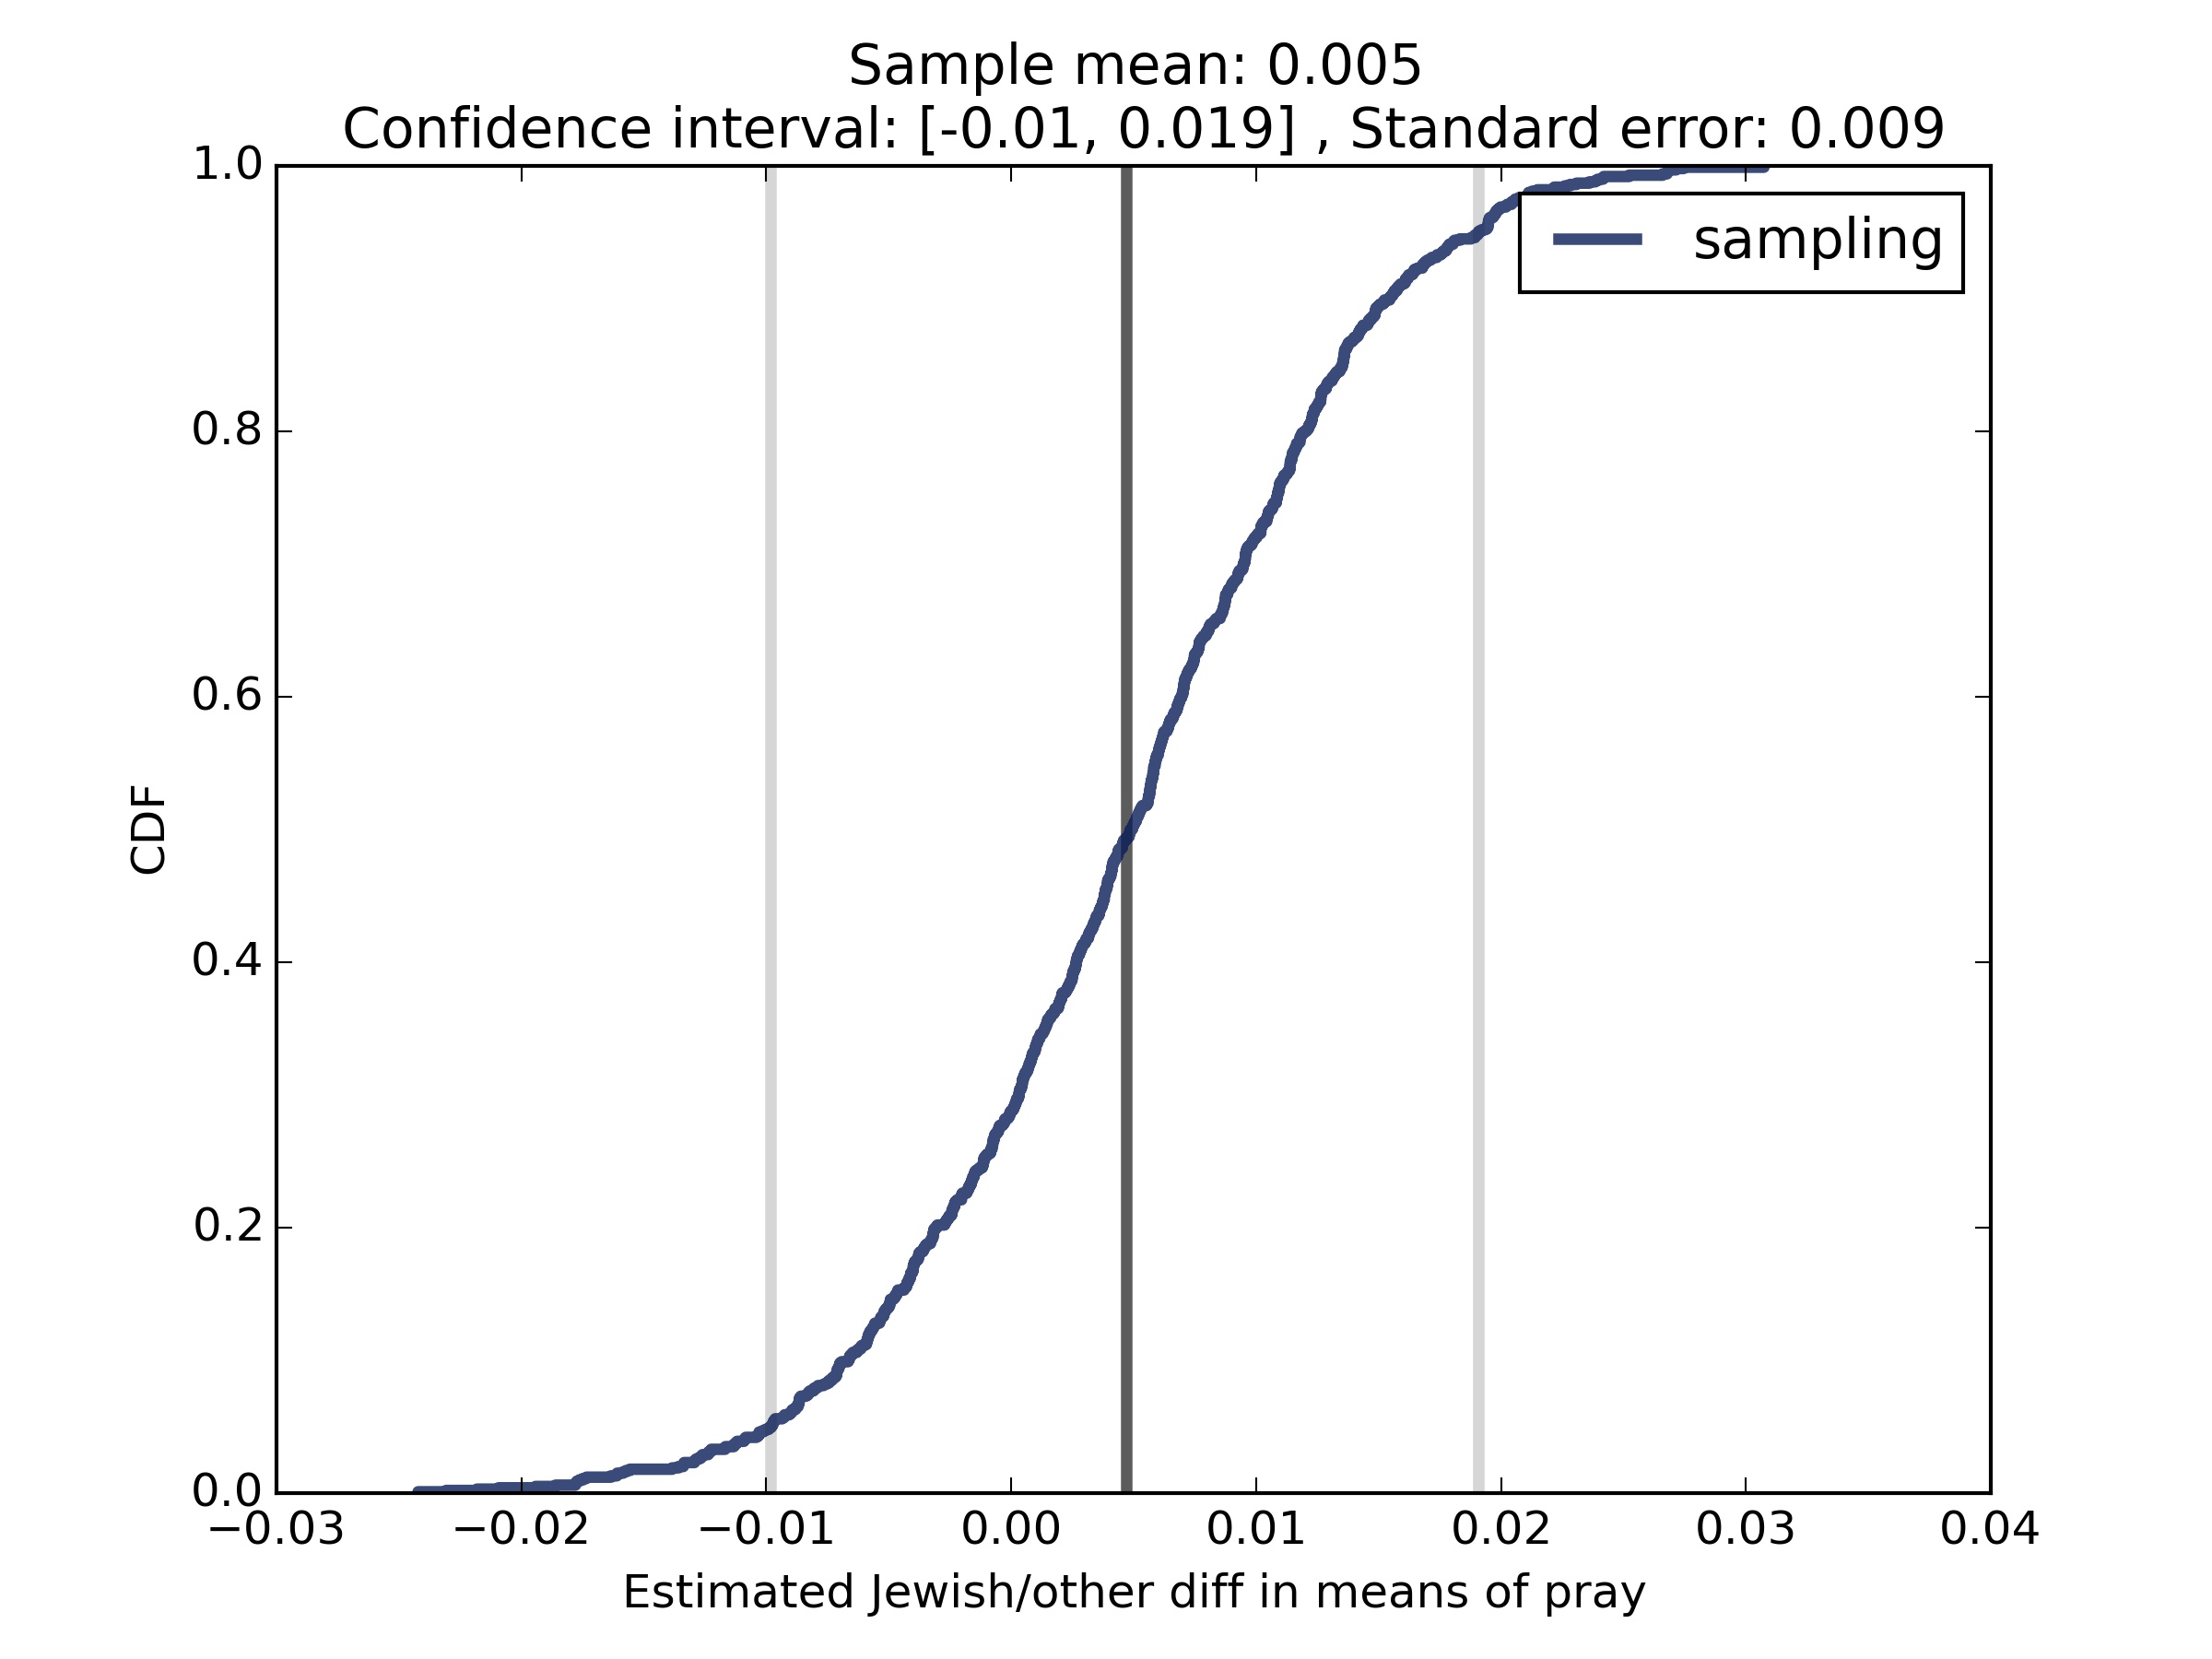 Sample mean: 0.005
Confidence interval: [-0.01, 0.019] , Standard error: 0.009
1.0
sampling
0.8
0.6
CDF
0.4
0.2
0.0
−0.03 −0.02 −0.01 0.00 0.01 0.02 0.03 0.04
Estimated Jewish/other diff in means of pray